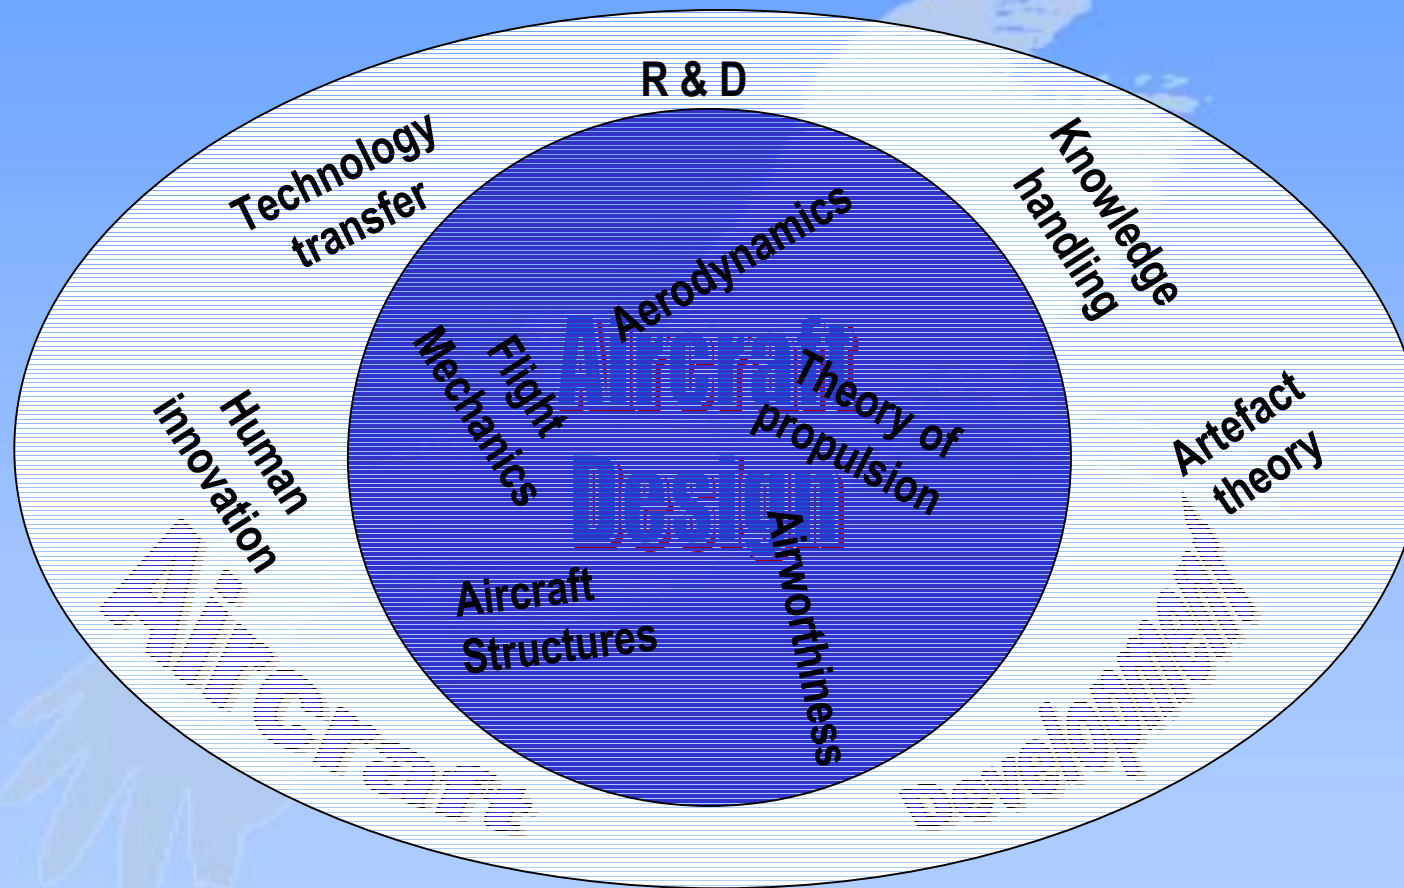 R & D
Technology
transfer
Knowledge
handling
Aerodynamics
Aircraft
Design
Flight
Mechanics
Theory of
propulsion
Human
innovation
Artefact
theory
Airworthiness
Aircraft
Structures
Aircraft
Development